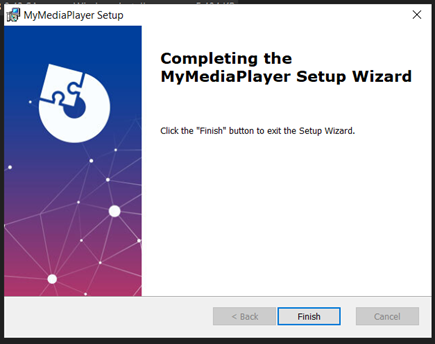 MyMediaPlayer Setup
Completing the
MyMediaPlayer Setup Wizard
Click the "Finish" button to exit the Setup Wizard.
< Back
Finish
Cancel